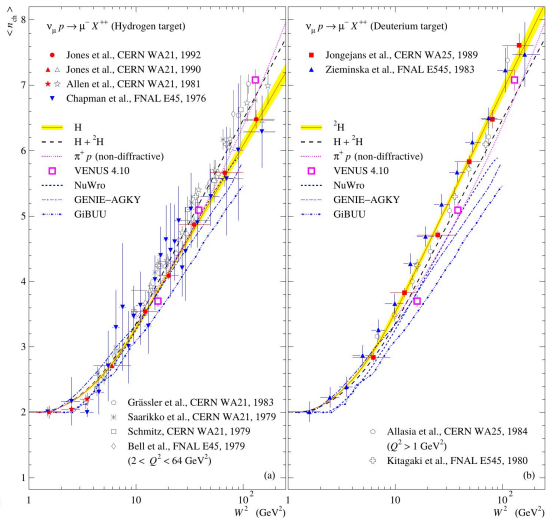 < n_ch >
ν_μ p → μ⁻ X⁺⁺ (Hydrogen target)
Jones et al., CERN WA21, 1992
Jones et al., CERN WA21, 1990
Allen et al., CERN WA21, 1981
Chapman et al., FNAL E45, 1976
H
H + ²H
π⁺ p (non-diffractive)
VENUS 4.10
NuWro
GENIE−AGKY
GiBUU
Grässler et al., CERN WA21, 1983
Saarikko et al., CERN WA21, 1979
Schmitz, CERN WA21, 1979
Bell et al., FNAL E45, 1979
(2 < Q² < 64 GeV²)
(a)
8
7
6
5
4
3
2
1
1
10
10²
W² (GeV²)
ν_μ p → μ⁻ X⁺⁺ (Deuterium target)
Jongejans et al., CERN WA25, 1989
Zieminska et al., FNAL E545, 1983
²H
H + ²H
π⁺ p (non-diffractive)
VENUS 4.10
NuWro
GENIE−AGKY
GiBUU
Allasia et al., CERN WA25, 1984
(Q² > 1 GeV²)
Kitagaki et al., FNAL E545, 1980
(b)
1
10
10²
W² (GeV²)